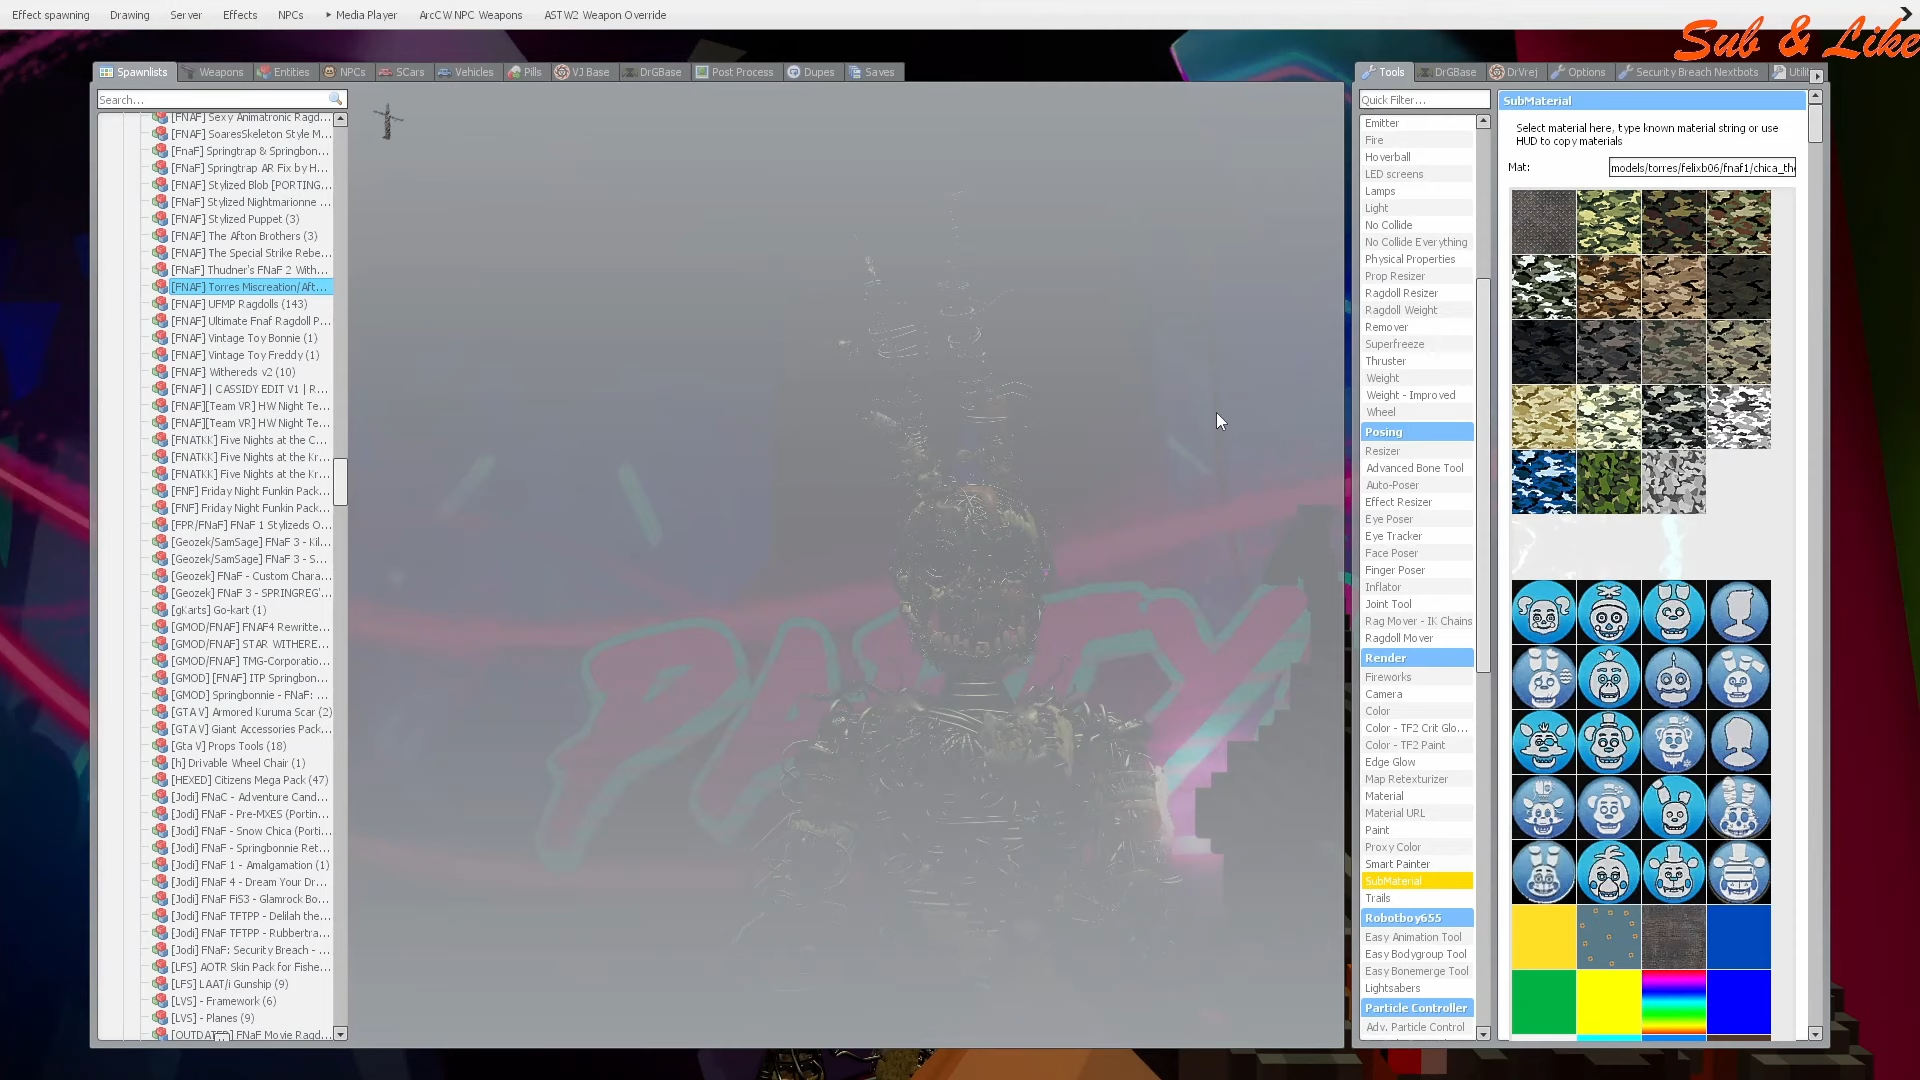 Effect spawning Drawing Server Effects NPCs Media Player ArcCW NPC Weapons ASTW2 Weapon Override
Sub & Like
Spawnlists Weapons Entities NPCs SCars Vehicles Pills VJ Base DrGBase Post Process Dupes Saves
Search...
[FNAF] Sexy Animatronic Ragd...
[FNAF] SoaresSkeleton Style M...
[FnaF] Springtrap & Springbon...
[FNaF] Springtrap AR Fix by H...
[FNAF] Stylized Blob [PORTING...
[FNaF] Stylized Nightmarionne ...
[FNAF] Stylized Puppet (3)
[FNAF] The Afton Brothers (3)
[FNAF] The Special Strike Rebe...
[FNaF] Thudner's FNaF 2 With...
[FNAF] Torres Miscreation/Aft...
[FNAF] UFMP Ragdolls (143)
[FNAF] Ultimate Fnaf Ragdoll P...
[FNAF] Vintage Toy Bonnie (1)
[FNAF] Vintage Toy Freddy (1)
[FNAF] Withereds v2 (10)
[FNAF] | CASSIDY EDIT V1 | R...
[FNAF][Team VR] HW Night Te...
[FNAF][Team VR] HW Night Te...
[FNATKK] Five Nights at the C...
[FNATKK] Five Nights at the Kr...
[FNATKK] Five Nights at the Kr...
[FNF] Friday Night Funkin Pack...
[FNF] Friday Night Funkin Pack...
[FPR/FNaF] FNaF 1 Stylizeds O...
[Geozek/SamSage] FNaF 3 - Kil...
[Geozek/SamSage] FNaF 3 - S...
[Geozek] FNaF - Custom Chara...
[Geozek] FNaF 3 - SPRINGREG'...
[gKarts] Go-kart (1)
[GMOD/FNAF] FNAF4 Rewritte...
[GMOD/FNAF] STAR WITHERE...
[GMOD/FNAF] TMG-Corporatio...
[GMOD] [FNAF] ITP Springbon...
[GMOD] Springbonnie - FNaF: ...
[GTA V] Armored Kuruma Scar (2)
[GTA V] Giant Accessories Pack...
[Gta V] Props Tools (18)
[h] Drivable Wheel Chair (1)
[HEXED] Citizens Mega Pack (47)
[Jodi] FNaC - Adventure Cand...
[Jodi] FNaF - Pre-MXES (Portin...
[Jodi] FNaF - Snow Chica (Porti...
[Jodi] FNaF - Springbonnie Ret...
[Jodi] FNaF 1 - Amalgamation (1)
[Jodi] FNaF 4 - Dream Your Dr...
[Jodi] FNaF FiS3 - Glamrock Bo...
[Jodi] FNaF TFTPP - Delilah the...
[Jodi] FNaF TFTPP - Rubbertra...
[Jodi] FNaF: Security Breach - ...
[LFS] AOTR Skin Pack for Fishe...
[LFS] LAAT/i Gunship (9)
[LVS] - Framework (6)
[LVS] - Planes (9)
FNaF Movie Ragd...
PARTY
Tools DrGBase DrVrej Options Security Breach Nextbots
Quick Filter...
Emitter
Fire
Hoverball
LED screens
Lamps
Light
No Collide
No Collide Everything
Physical Properties
Prop Resizer
Ragdoll Resizer
Ragdoll Weight
Remover
Superfreeze
Thruster
Weight
Weight - Improved
Wheel
Posing
Resizer
Advanced Bone Tool
Auto-Poser
Effect Resizer
Eye Poser
Eye Tracker
Face Poser
Finger Poser
Inflator
Joint Tool
Rag Mover - IK Chains
Ragdoll Mover
Render
Fireworks
Camera
Color
Color - TF2 Crit Glo...
Color - TF2 Paint
Edge Glow
Map Retexturizer
Material
Material URL
Paint
Proxy Color
Smart Painter
SubMaterial
Trails
Robotboy655
Easy Animation Tool
Easy Bodygroup Tool
Easy Bonemerge Tool
Lightsabers
Particle Controller
Adv. Particle Control
SubMaterial
Select material here, type known material string or use
HUD to copy materials
Mat: models/torres/felixb06/fnaf1/chica_the